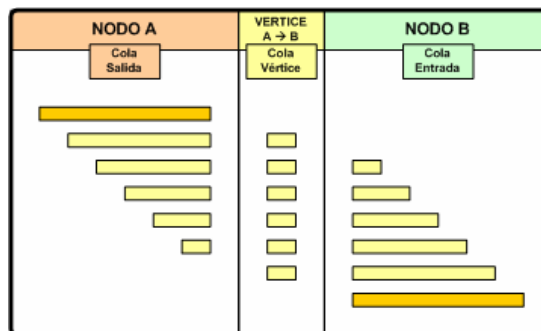 NODO A
Cola
Salida
VERTICE
A → B
Cola
Vértice
NODO B
Cola
Entrada